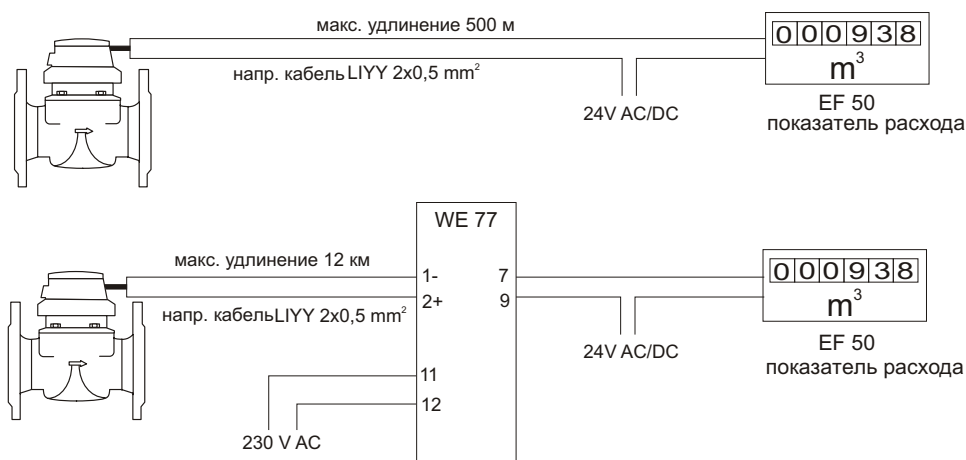 макс. удлинение 500 м
000938
m³
напр. кабель LIYY 2x0,5 mm²
24V AC/DC
EF 50
показатель расхода
WE 77
макс. удлинение 12 км
1-
7
000938
2+
9
m³
напр. кабельLIYY 2x0,5 mm²
24V AC/DC
EF 50
показатель расхода
11
12
230 V AC